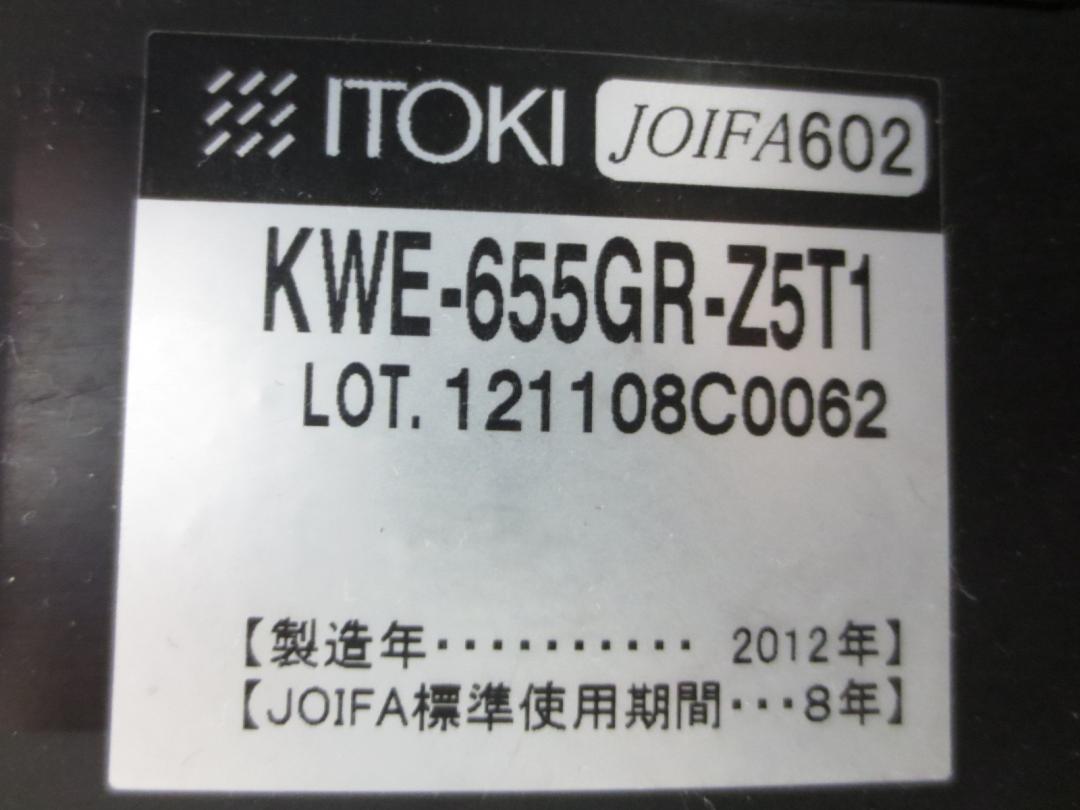 ITOKI JOIFA602
KWE-655GR-Z5T1
LOT. 121108C0062
【製造年・・・・・・・・・・ 2012年】
【JOIFA標準使用期間・・・8年】